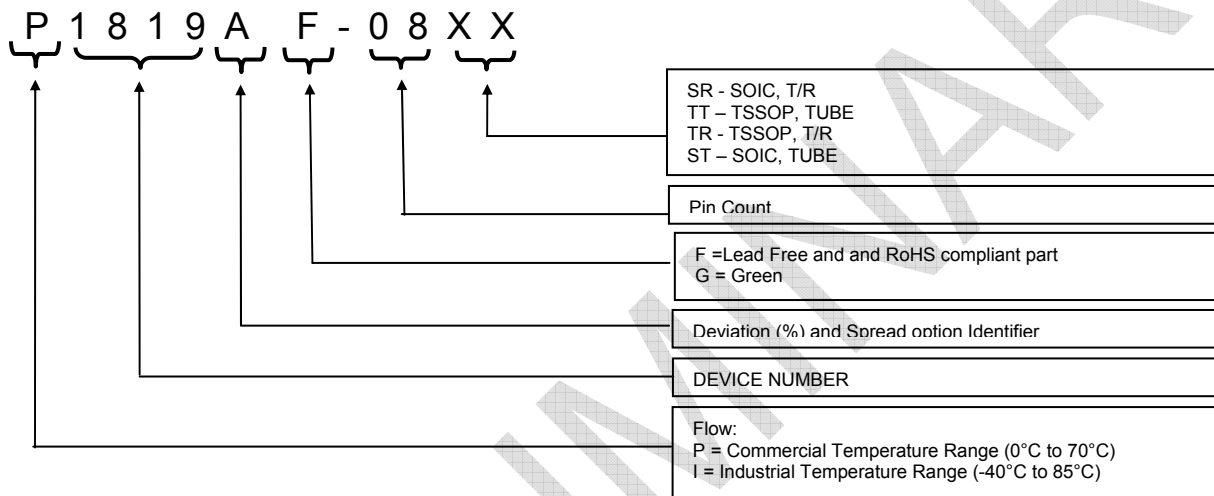 P 1 8 1 9 A F - 0 8 X X
SR - SOIC, T/R
TT – TSSOP, TUBE
TR - TSSOP, T/R
ST – SOIC, TUBE
Pin Count
F =Lead Free and and RoHS compliant part
G = Green
Deviation (%) and Spread option Identifier
DEVICE NUMBER
Flow:
P = Commercial Temperature Range (0°C to 70°C)
I = Industrial Temperature Range (-40°C to 85°C)